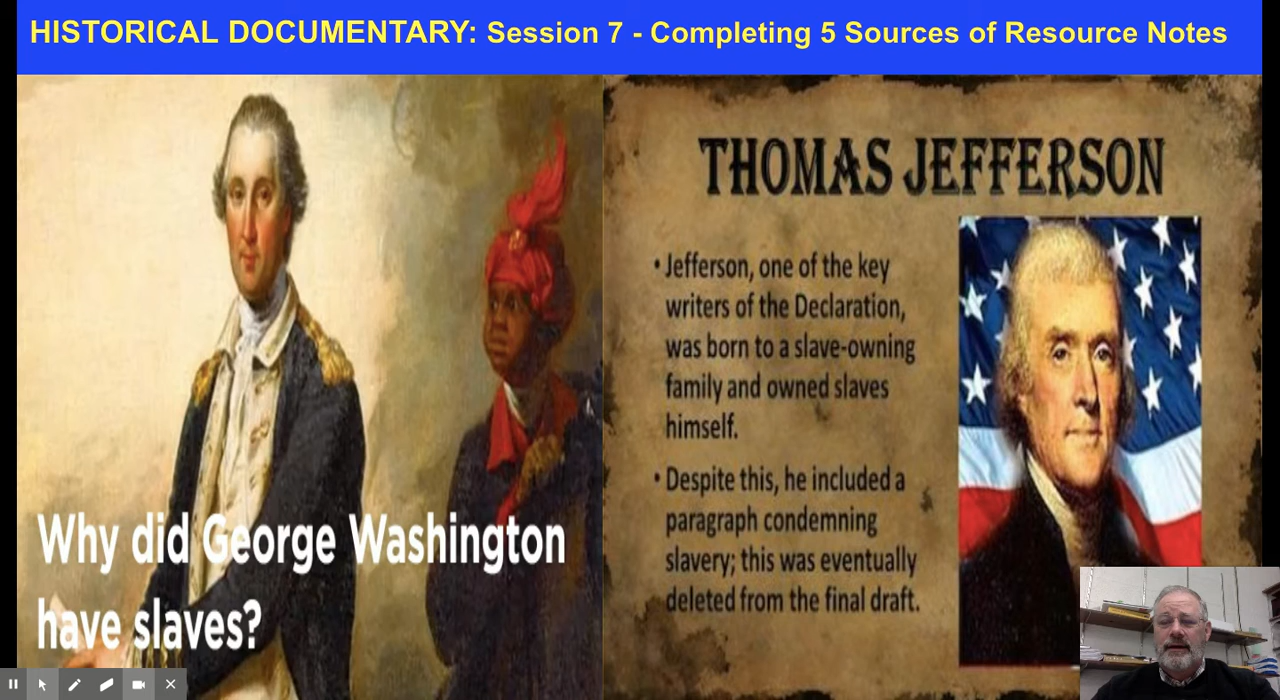 HISTORICAL DOCUMENTARY: Session 7 - Completing 5 Sources of Resource Notes
Why did George Washington
have slaves?
THOMAS JEFFERSON
• Jefferson, one of the key
writers of the Declaration,
was born to a slave-owning
family and owned slaves
himself.
• Despite this, he included a
paragraph condemning
slavery; this was eventually
deleted from the final draft.